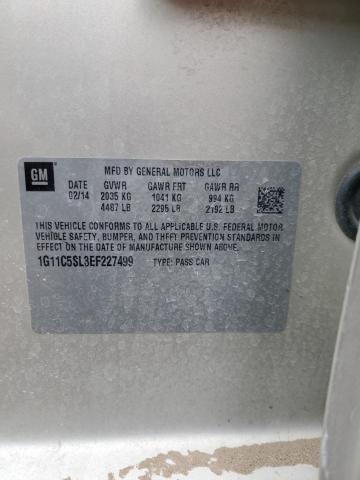 GM
MFD BY GENERAL MOTORS LLC
DATE GVWR GAWR FRT GAWR RR
02/14 2035 KG 1041 KG 994 KG
4487 LB 2295 LB 2192 LB
THIS VEHICLE CONFORMS TO ALL APPLICABLE U.S. FEDERAL MOTOR
VEHICLE SAFETY, BUMPER, AND THEFT PREVENTION STANDARDS
IN EFFECT ON THE DATE OF MANUFACTURE SHOWN ABOVE.
1G11C5SL3EF227499 TYPE: PASS CAR